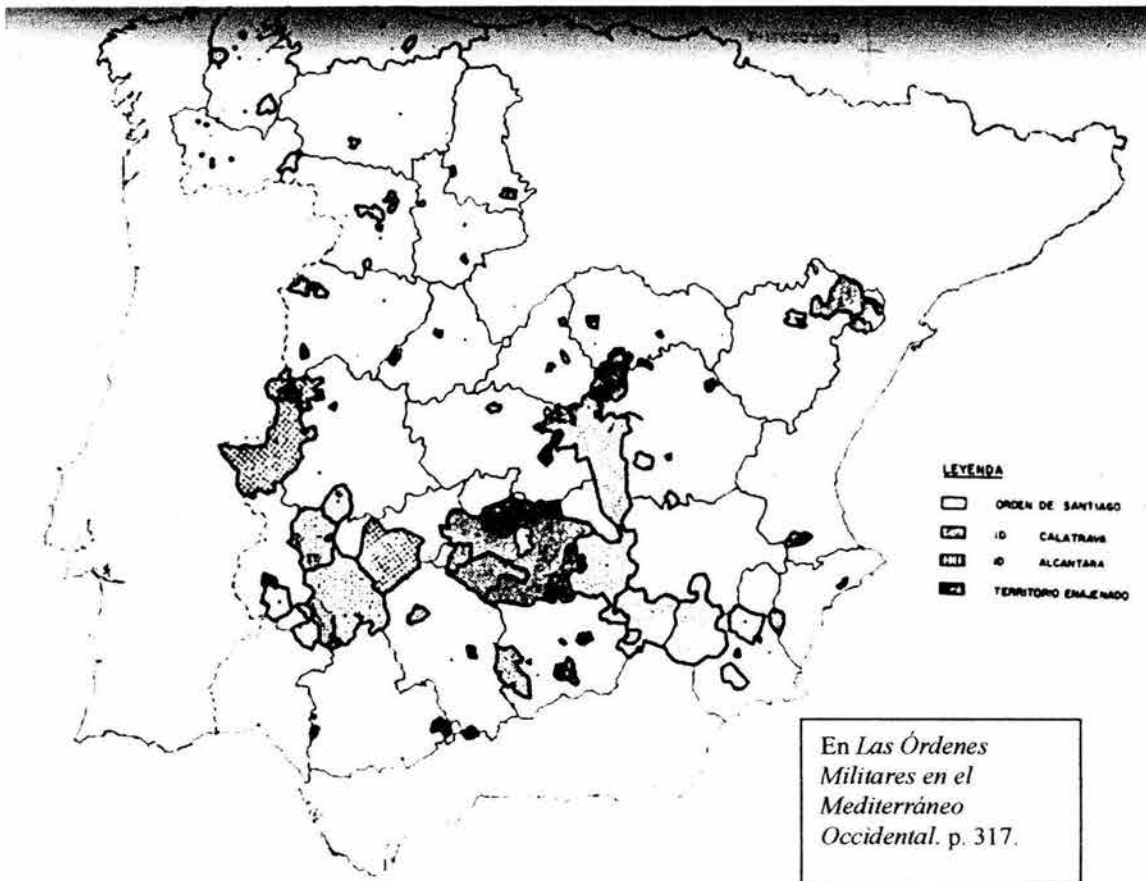 LEYENDA
ORDEN DE SANTIAGO
ID CALATRAVA
ID ALCANTARA
TERRITORIO ENAJENADO
En Las Órdenes
Militares en el
Mediterráneo
Occidental. p. 317.